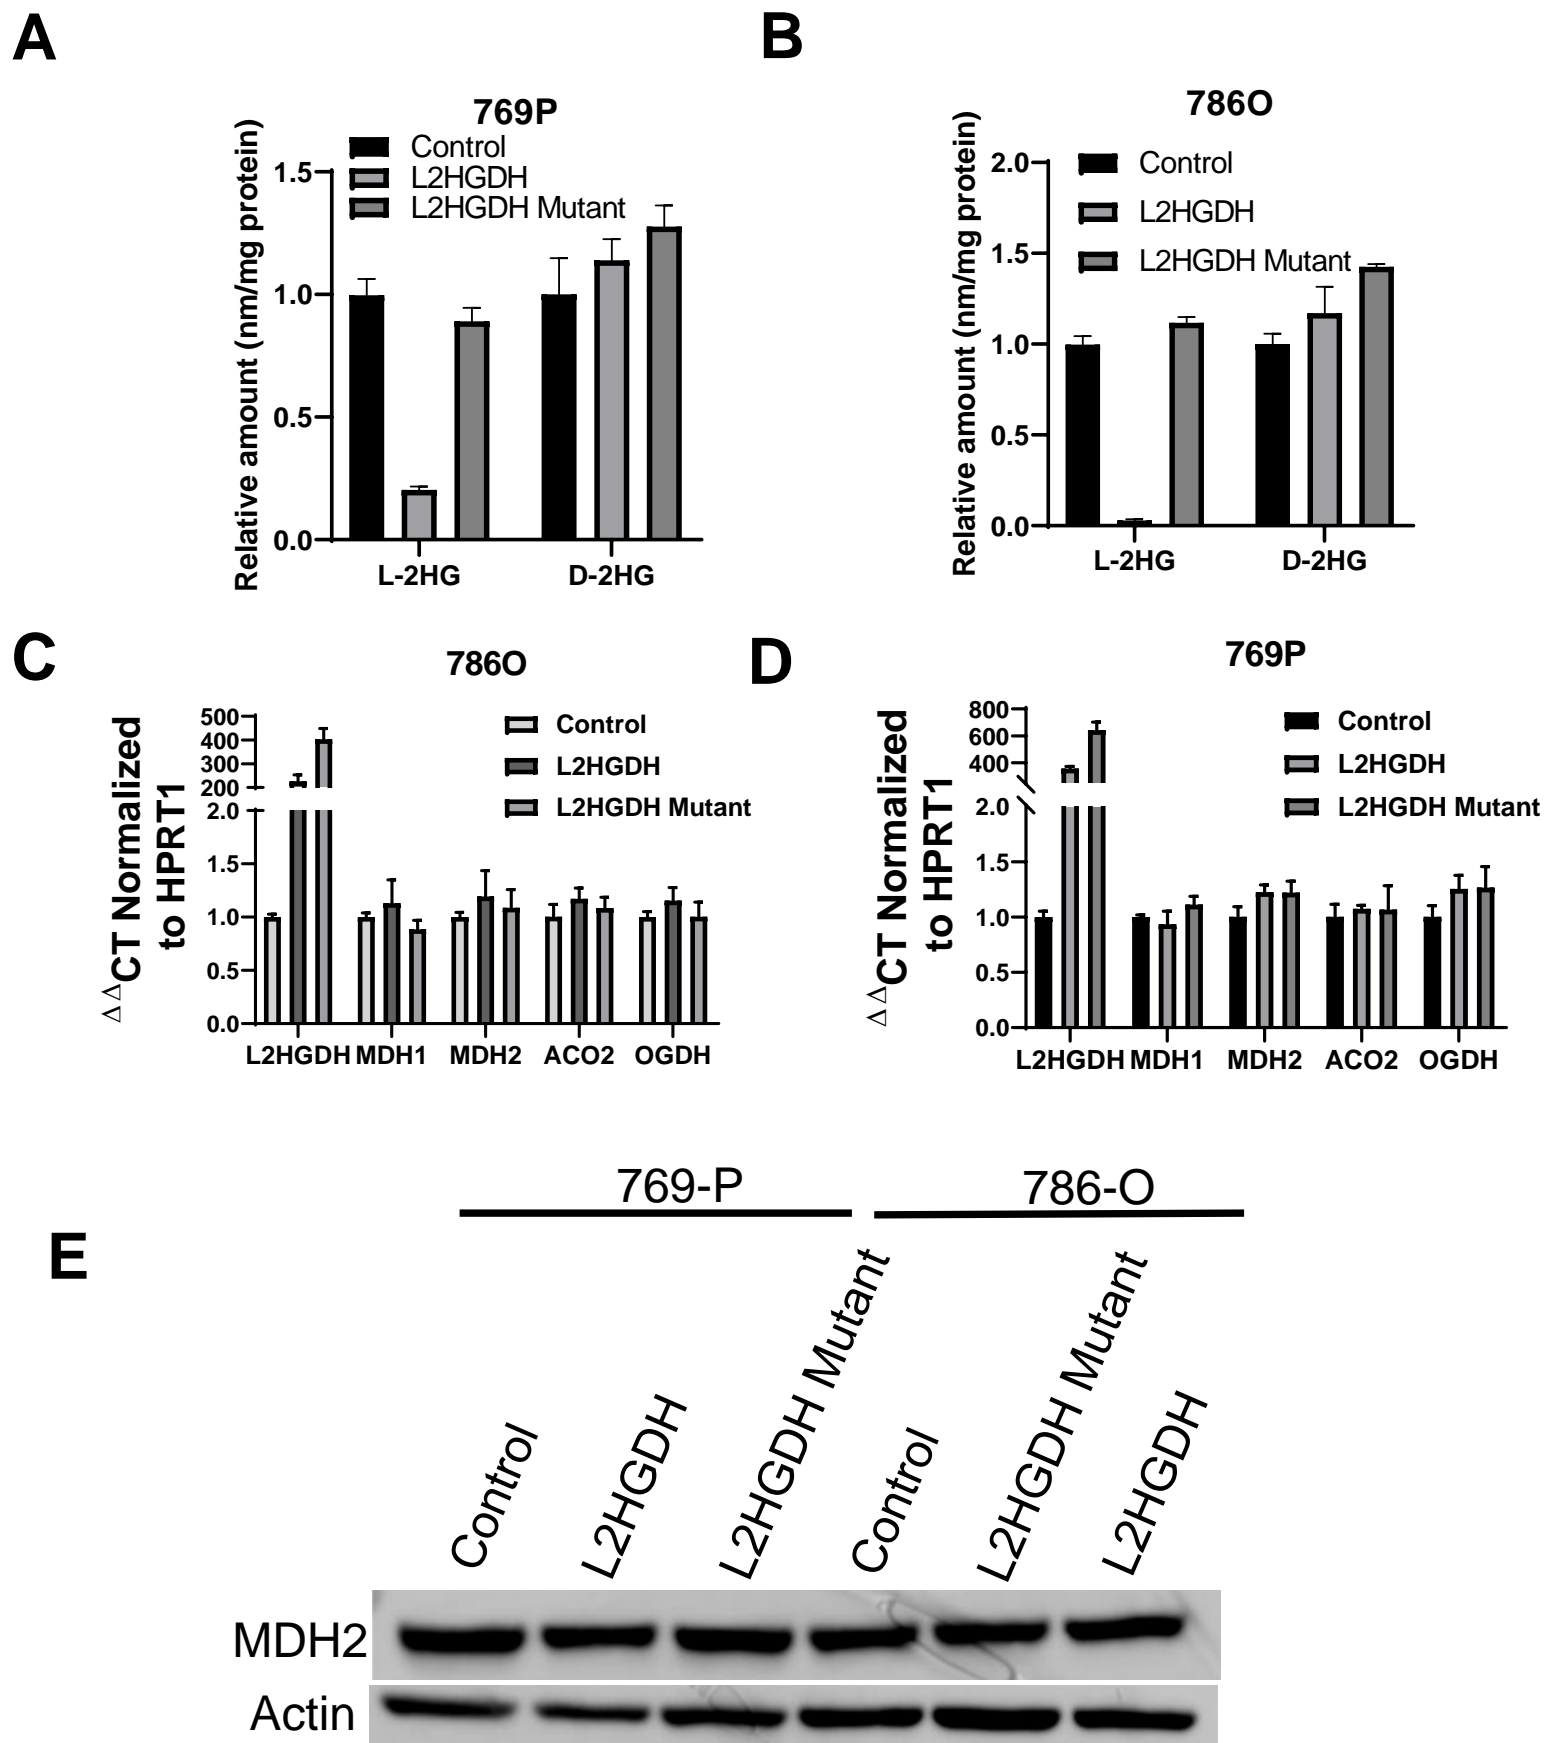 A
769P
Control
L2HGDH
L2HGDH Mutant
Relative amount (nm/mg protein)
1.5
1.0
0.5
0.0
L-2HG
D-2HG
B
786O
Control
L2HGDH
L2HGDH Mutant
Relative amount (nm/mg protein)
2.0
1.5
1.0
0.5
0.0
L-2HG
D-2HG
C
786O
Control
L2HGDH
L2HGDH Mutant
△△CT Normalized
to HPRT1
500
400
300
200
2.0
1.5
1.0
0.5
0.0
L2HGDH MDH1 MDH2 ACO2 OGDH
D
769P
Control
L2HGDH
L2HGDH Mutant
△△CT Normalized
to HPRT1
800
600
400
2.0
1.5
1.0
0.5
0.0
L2HGDH MDH1 MDH2 ACO2 OGDH
E
769-P
786-O
Control
L2HGDH
L2HGDH Mutant
Control
L2HGDH Mutant
L2HGDH
MDH2
Actin